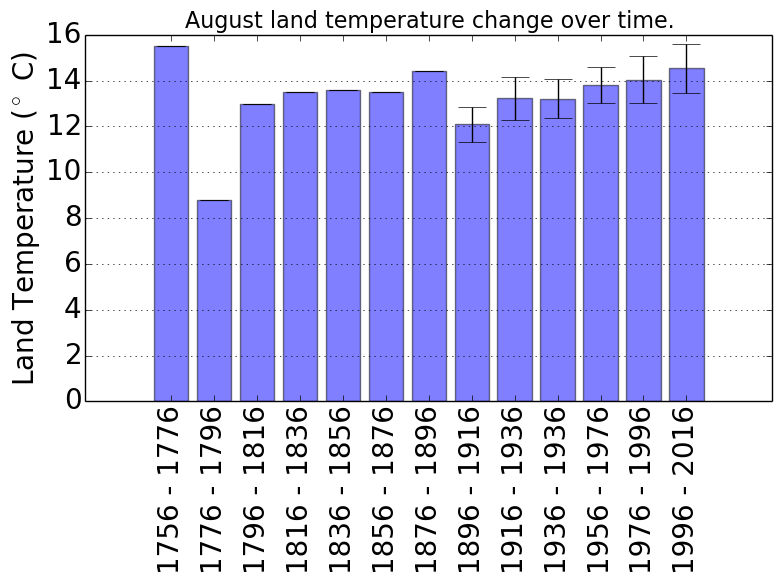 August land temperature change over time.
Land Temperature (° C)
16
14
12
10
8
6
4
2
0
1756 - 1776
1776 - 1796
1796 - 1816
1816 - 1836
1836 - 1856
1856 - 1876
1876 - 1896
1896 - 1916
1916 - 1936
1936 - 1936
1956 - 1976
1976 - 1996
1996 - 2016